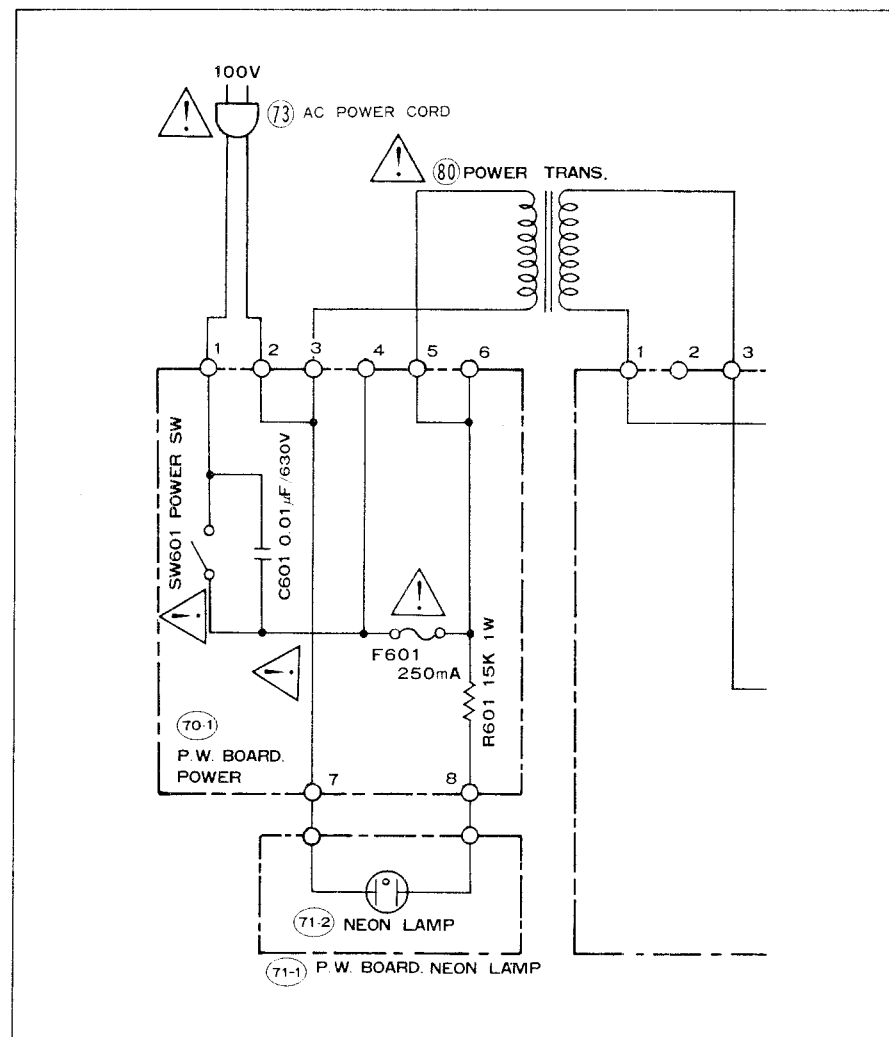 100V
73 AC POWER CORD
80 POWER TRANS.
1 2 3 4 5 6
1 2 3
SW601 POWER SW
C601 0.01μF/630V
F601
250mA
R601 15K 1W
70-1
P.W. BOARD.
POWER
7 8
71-2 NEON LAMP
71-1 P.W. BOARD. NEON LAMP
!
!
!
!
!